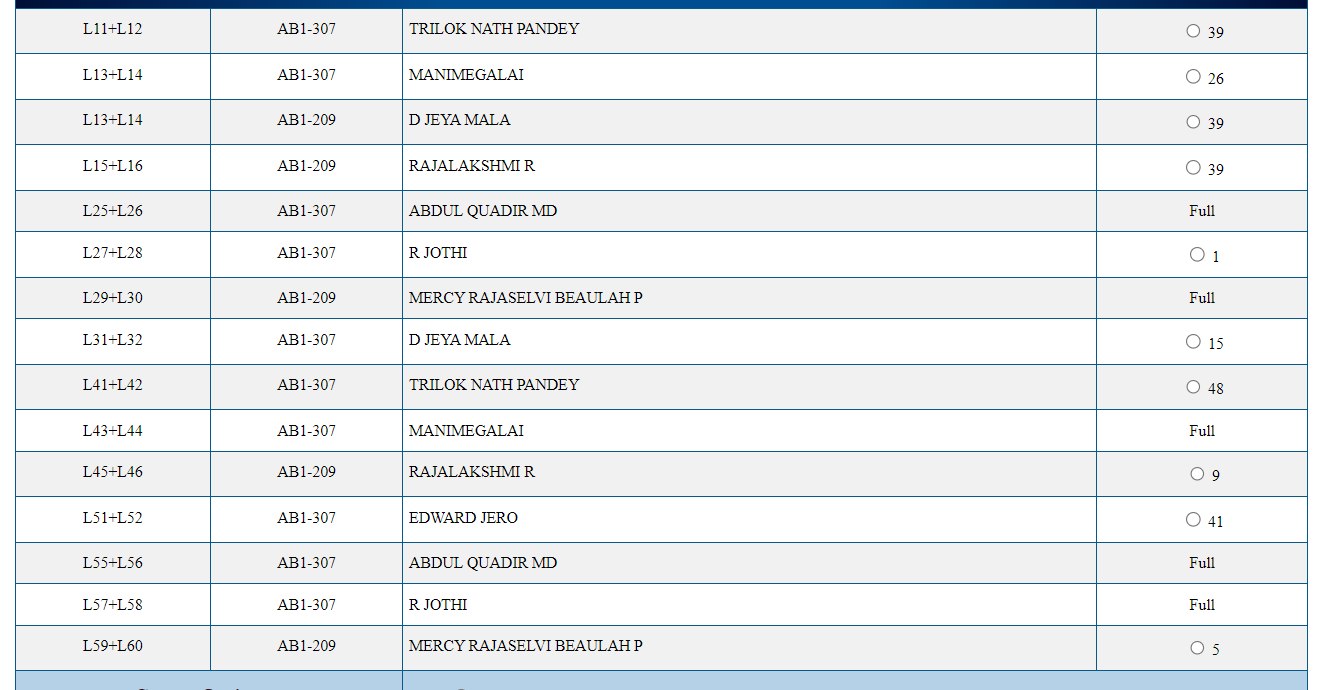 L11+L12 AB1-307 TRILOK NATH PANDEY 39
L13+L14 AB1-307 MANIMEGALAI 26
L13+L14 AB1-209 D JEYA MALA 39
L15+L16 AB1-209 RAJALAKSHMI R 39
L25+L26 AB1-307 ABDUL QUADIR MD Full
L27+L28 AB1-307 R JOTHI 1
L29+L30 AB1-209 MERCY RAJASELVI BEAULAH P Full
L31+L32 AB1-307 D JEYA MALA 15
L41+L42 AB1-307 TRILOK NATH PANDEY 48
L43+L44 AB1-307 MANIMEGALAI Full
L45+L46 AB1-209 RAJALAKSHMI R 9
L51+L52 AB1-307 EDWARD JERO 41
L55+L56 AB1-307 ABDUL QUADIR MD Full
L57+L58 AB1-307 R JOTHI Full
L59+L60 AB1-209 MERCY RAJASELVI BEAULAH P 5